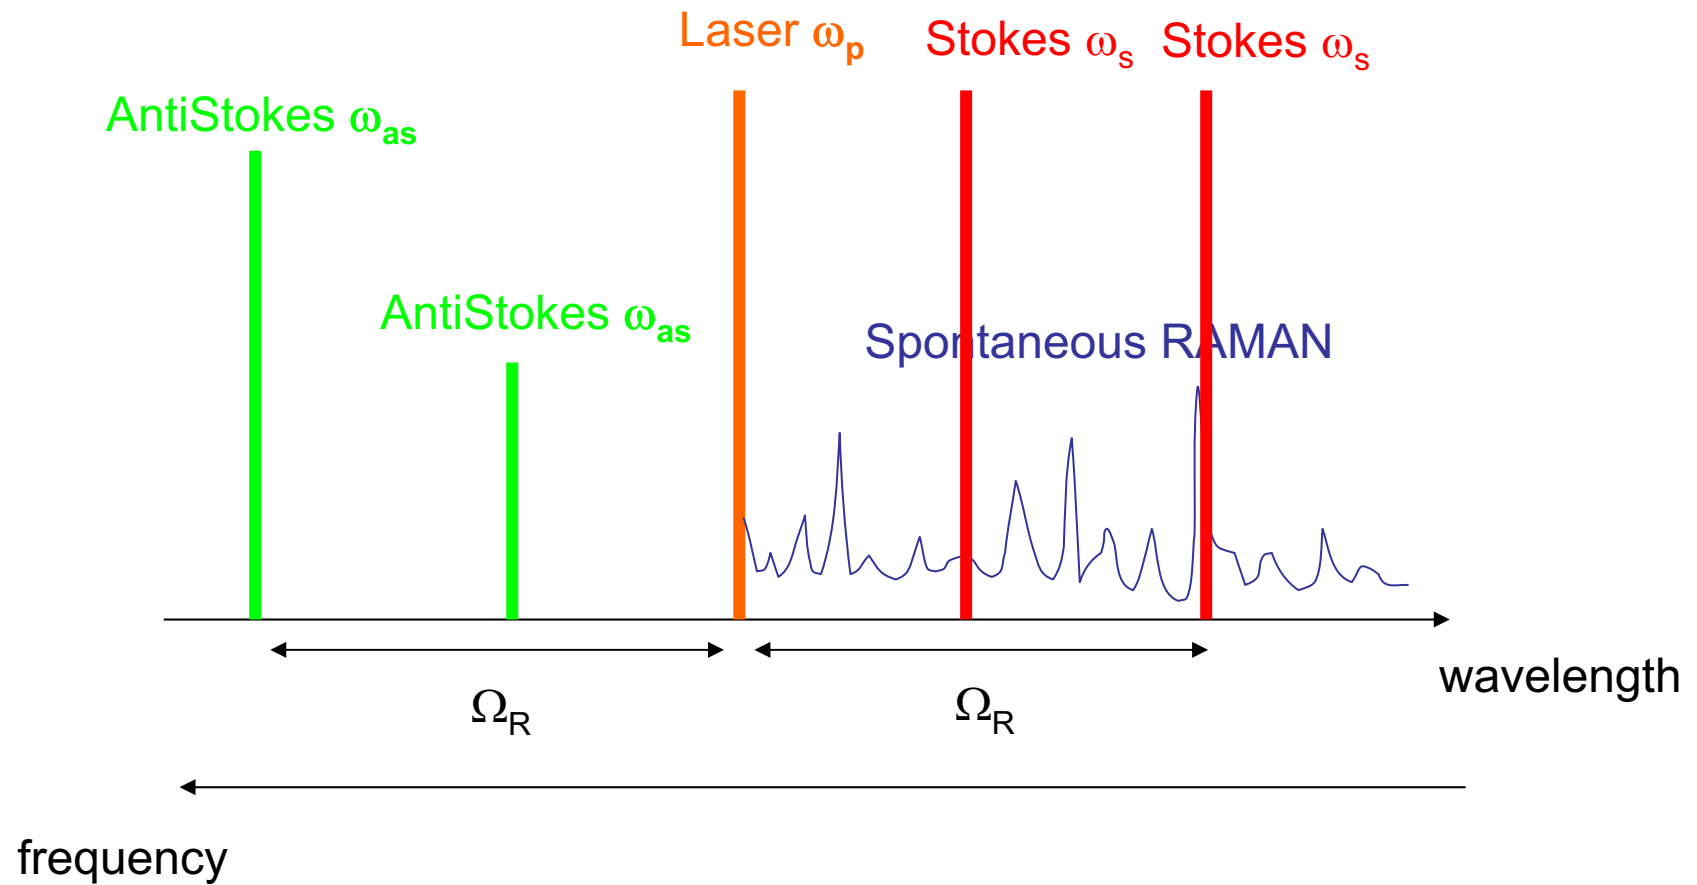 Laser ωp
Stokes ωs
Stokes ωs
AntiStokes ωas
AntiStokes ωas
Spontaneous RAMAN
wavelength
ΩR
ΩR
frequency